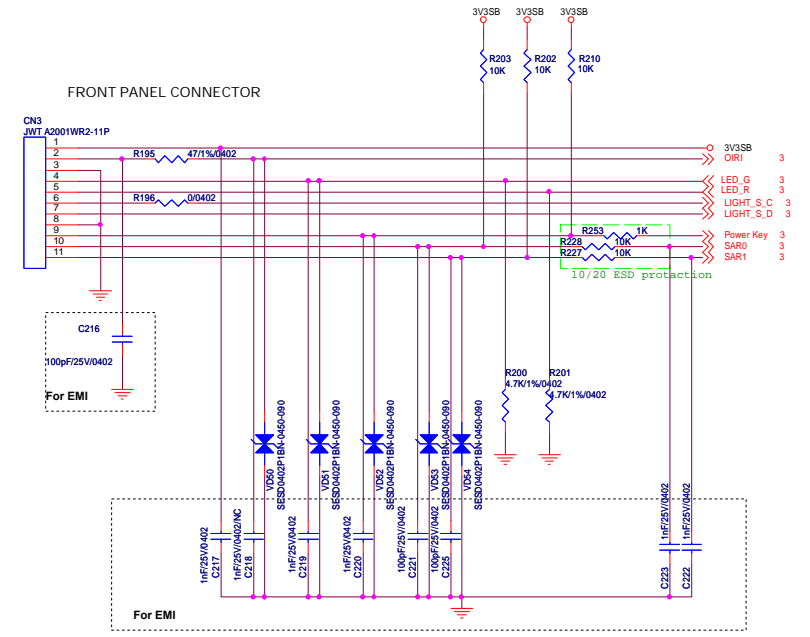 3V3SB 3V3SB 3V3SB
R203 10K
R202 10K
R210 10K
FRONT PANEL CONNECTOR
CN3
JWT A2001WR2-11P
1
2
3
4
5
6
7
8
9
10
11
R195 47/1%/0402
R196 0/0402
3V3SB
OIRI 3
LED_G 3
LED_R 3
LIGHT_S_C 3
LIGHT_S_D 3
Power Key 3
SAR0 3
SAR1 3
R253 1K
R228 10K
R227 10K
10/20 ESD protaction
C216
100pF/25V/0402
For EMI
R200
4.7K/1%/0402
R201
4.7K/1%/0402
VD50
SESD0402P1BN-0450-090
VD51
SESD0402P1BN-0450-090
VD52
SESD0402P1BN-0450-090
VD53
SESD0402P1BN-0450-090
VD54
SESD0402P1BN-0450-090
1nF/25V/0402
C217
1nF/25V/0402/NC
C218
1nF/25V/0402
C219
1nF/25V/0402
C220
100pF/25V/0402
C221
100pF/25V/0402
C225
1nF/25V/0402
C223
1nF/25V/0402
C222
For EMI